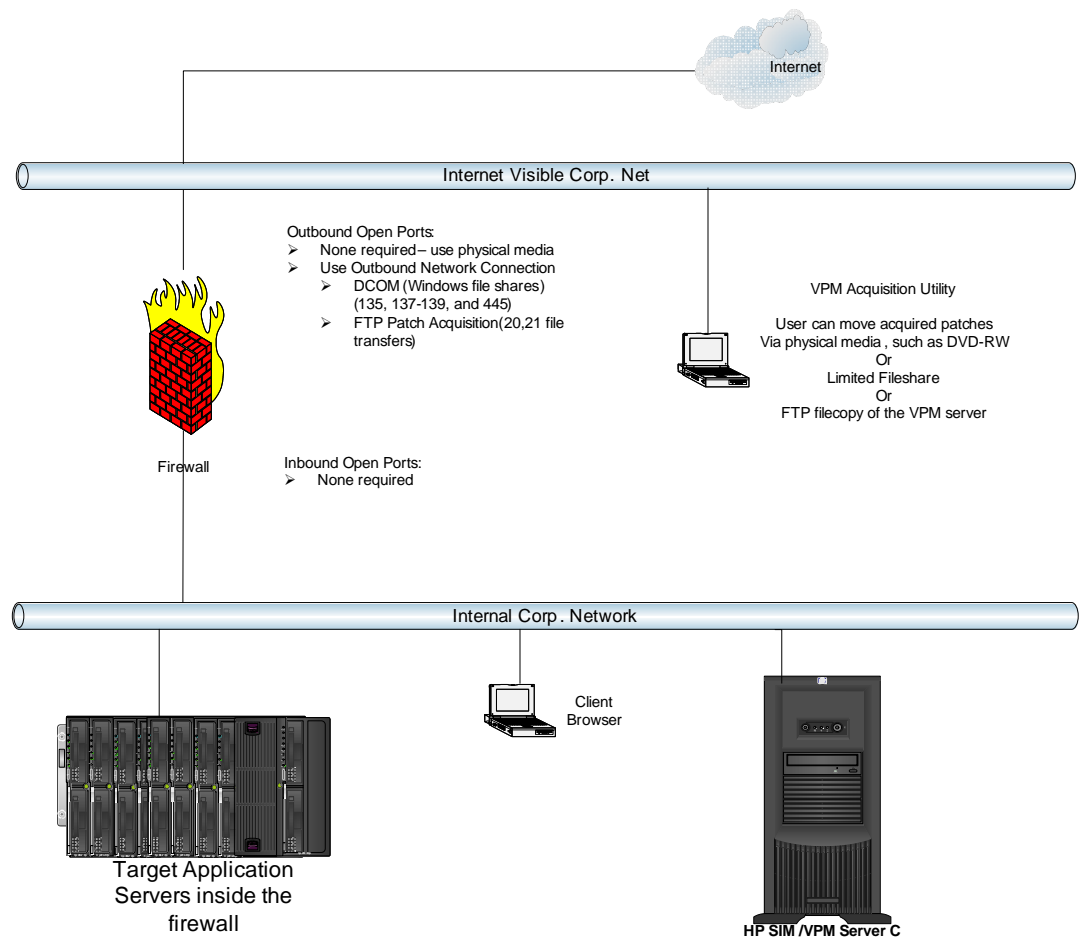 Internet
Internet Visible Corp. Net
Outbound Open Ports:
➢ None required – use physical media
➢ Use Outbound Network Connection
➢ DCOM (Windows file shares)
(135, 137-139, and 445)
➢ FTP Patch Acquisition(20,21 file
transfers)
VPM Acquisition Utility
User can move acquired patches
Via physical media , such as DVD-RW
Or
Limited Fileshare
Or
FTP filecopy of the VPM server
Firewall
Inbound Open Ports:
➢ None required
Internal Corp. Network
Client
Browser
Target Application
Servers inside the
firewall
HP SIM /VPM Server C